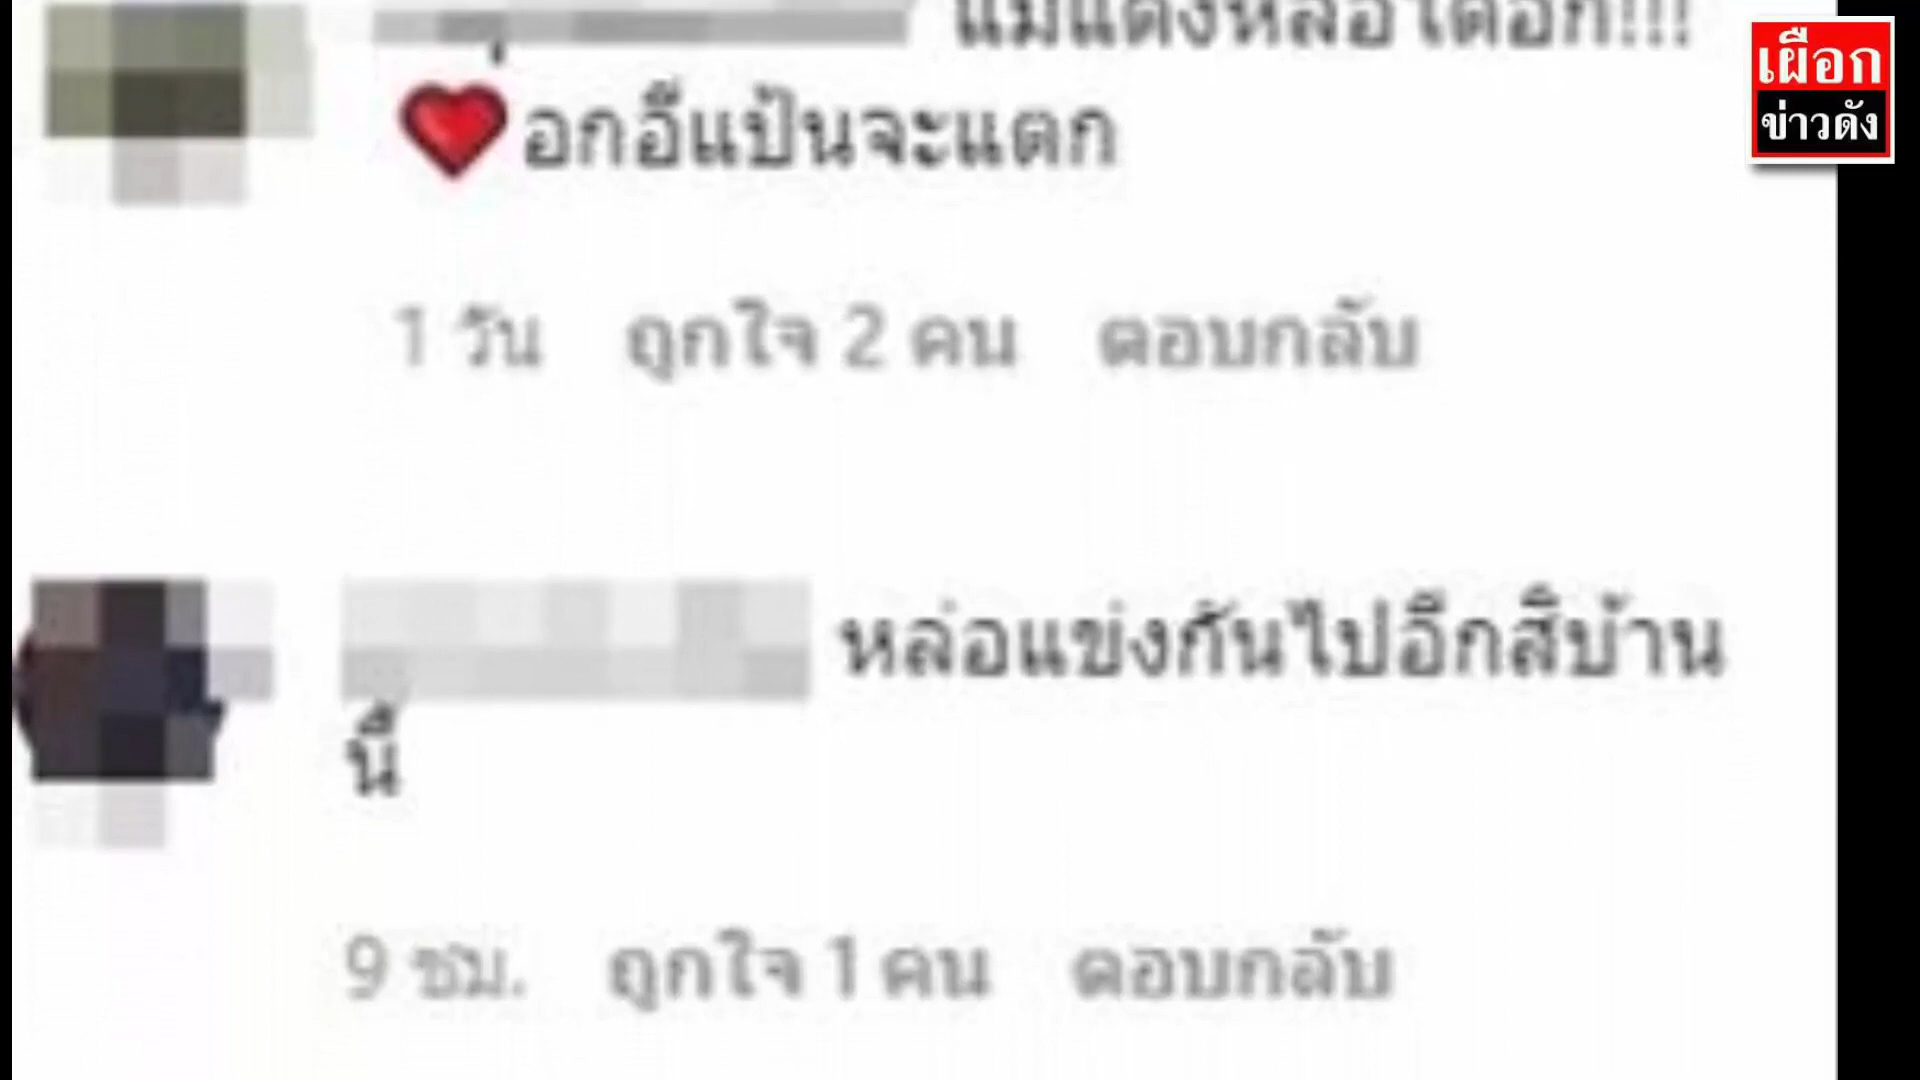 เผือก
ข่าวดัง
อกอีแป้นจะแตก
1 วัน ถูกใจ 2 คน ตอบกลับ
หล่อแข่งกันไปอีกสิบ้าน
นี้
9 ชม. ถูกใจ 1 คน ตอบกลับ